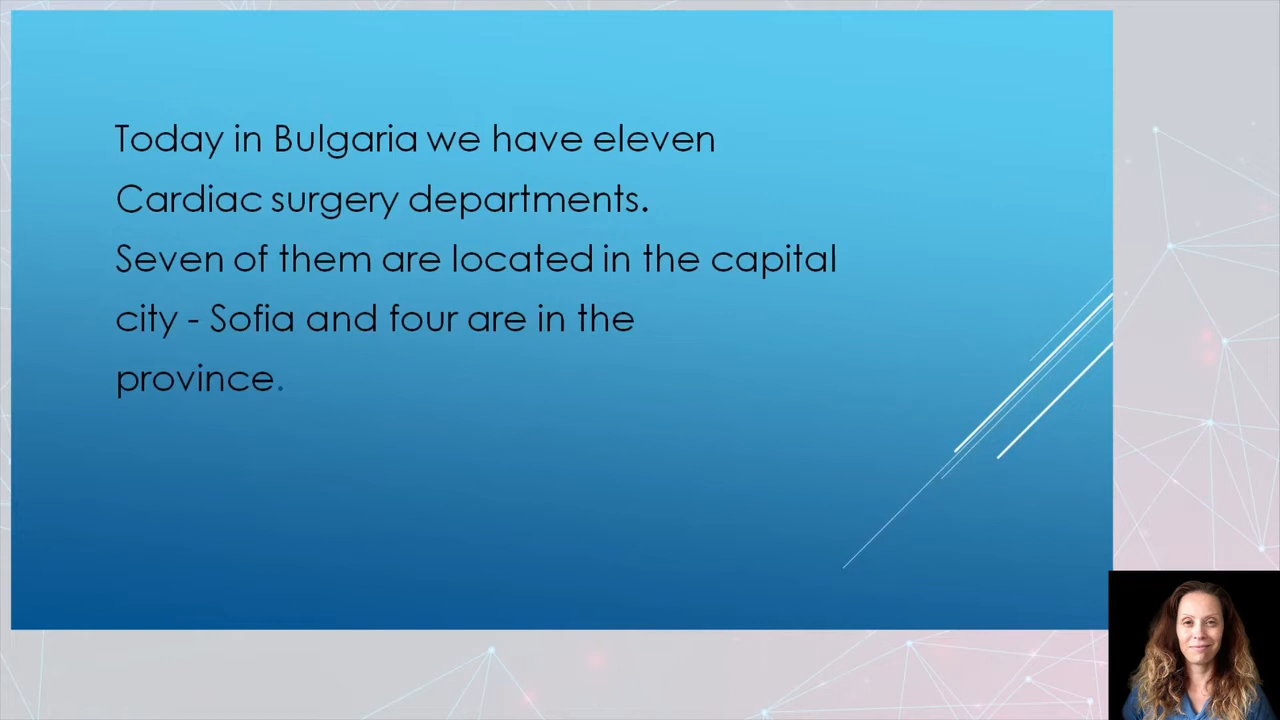 Today in Bulgaria we have eleven
Cardiac surgery departments.
Seven of them are located in the capital
city - Sofia and four are in the
province.